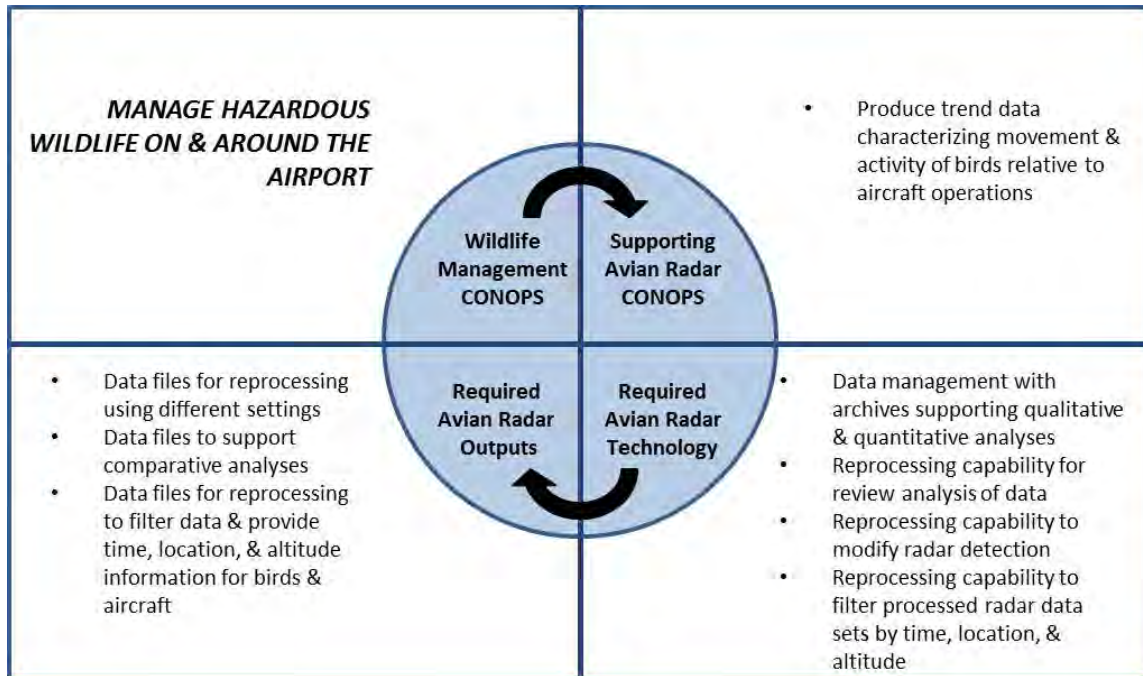 MANAGE HAZARDOUS
WILDLIFE ON & AROUND THE
AIRPORT
• Produce trend data
characterizing movement &
activity of birds relative to
aircraft operations
Wildlife
Management
CONOPS
Supporting
Avian Radar
CONOPS
• Data files for reprocessing
using different settings
• Data files to support
comparative analyses
• Data files for reprocessing
to filter data & provide
time, location, & altitude
information for birds &
aircraft
Required
Avian Radar
Outputs
Required
Avian Radar
Technology
• Data management with
archives supporting qualitative
& quantitative analyses
• Reprocessing capability for
review analysis of data
• Reprocessing capability to
modify radar detection
• Reprocessing capability to
filter processed radar data
sets by time, location, &
altitude